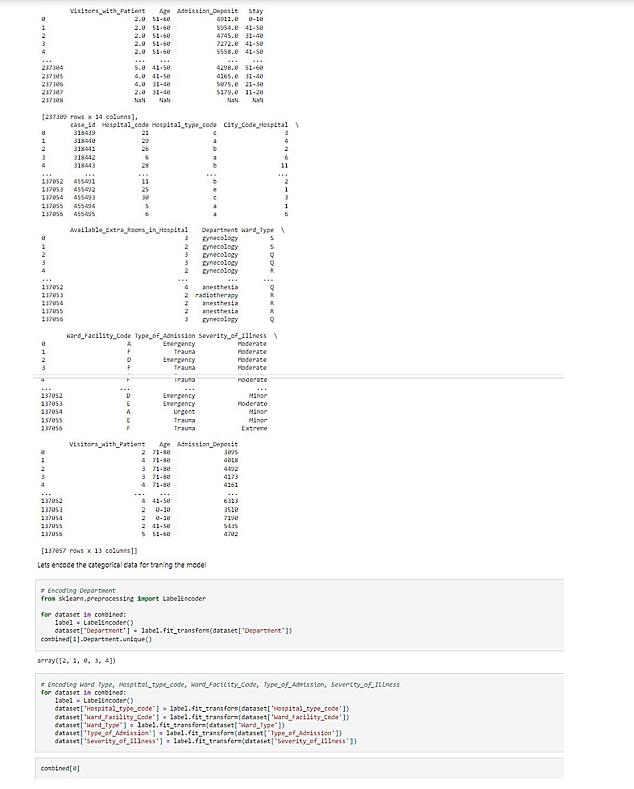 Visitors_with_Patient Age Admission_Deposit Stay
0 2.0 51-60 4911.0 0-10
1 2.0 51-60 5954.0 41-50
2 2.0 51-60 4745.0 31-40
3 2.0 51-60 7272.0 41-50
4 2.0 51-60 5558.0 41-50
... ... ... ... ...
237304 5.0 41-50 4298.0 51-60
237305 4.0 41-50 4165.0 31-40
237306 4.0 31-40 5075.0 21-30
237307 2.0 31-40 5179.0 11-20
237308 NaN NaN NaN NaN
[237309 rows x 14 columns],
case_id Hospital_code Hospital_type_code City_Code_Hospital \
0 318439 21 c 3
1 318440 29 a 4
2 318441 26 b 2
3 318442 6 a 6
4 318443 28 b 11
... ... ... ... ...
137052 455491 11 b 2
137053 455492 25 e 1
137054 455493 30 c 3
137055 455494 5 a 1
137056 455495 6 a 6
Available_Extra_Rooms_in_Hospital Department Ward_Type \
0 3 gynecology S
1 2 gynecology S
2 3 gynecology Q
3 3 gynecology Q
4 2 gynecology R
... ... ... ...
137052 4 anesthesia Q
137053 2 radiotherapy R
137054 2 anesthesia R
137055 2 anesthesia R
137056 3 gynecology Q
Ward_Facility_Code Type_of_Admission Severity_of_Illness \
0 A Emergency Moderate
1 F Trauma Moderate
2 D Emergency Moderate
3 F Trauma Moderate
4 F Trauma Moderate
... ... ... ...
137052 D Emergency Minor
137053 E Emergency Moderate
137054 A Urgent Minor
137055 E Trauma Minor
137056 F Trauma Extreme
Visitors_with_Patient Age Admission_Deposit
0 2 71-80 3095
1 4 71-80 4018
2 3 71-80 4492
3 3 71-80 4173
4 4 71-80 4161
... ... ... ...
137052 4 41-50 6313
137053 2 0-10 3510
137054 2 0-10 7190
137055 2 41-50 5435
137056 5 51-60 4702
[137057 rows x 13 columns]]
Lets encode the categorical data for traning the model
# Encoding Department
from sklearn.preprocessing import LabelEncoder
for dataset in combined:
label = LabelEncoder()
dataset['Department'] = label.fit_transform(dataset['Department'])
combined[1].Department.unique()
array([2, 1, 0, 3, 4])
# Encoding Ward Type, Hospital_type_code, Ward_Facility_Code, Type_of_Admission, Severity_of_Illness
for dataset in combined:
label = LabelEncoder()
dataset['Hospital_type_code'] = label.fit_transform(dataset['Hospital_type_code'])
dataset['Ward_Facility_Code'] = label.fit_transform(dataset['Ward_Facility_Code'])
dataset['Ward_Type'] = label.fit_transform(dataset['Ward_Type'])
dataset['Type_of_Admission'] = label.fit_transform(dataset['Type_of_Admission'])
dataset['Severity_of_Illness'] = label.fit_transform(dataset['Severity_of_Illness'])
combined[0]